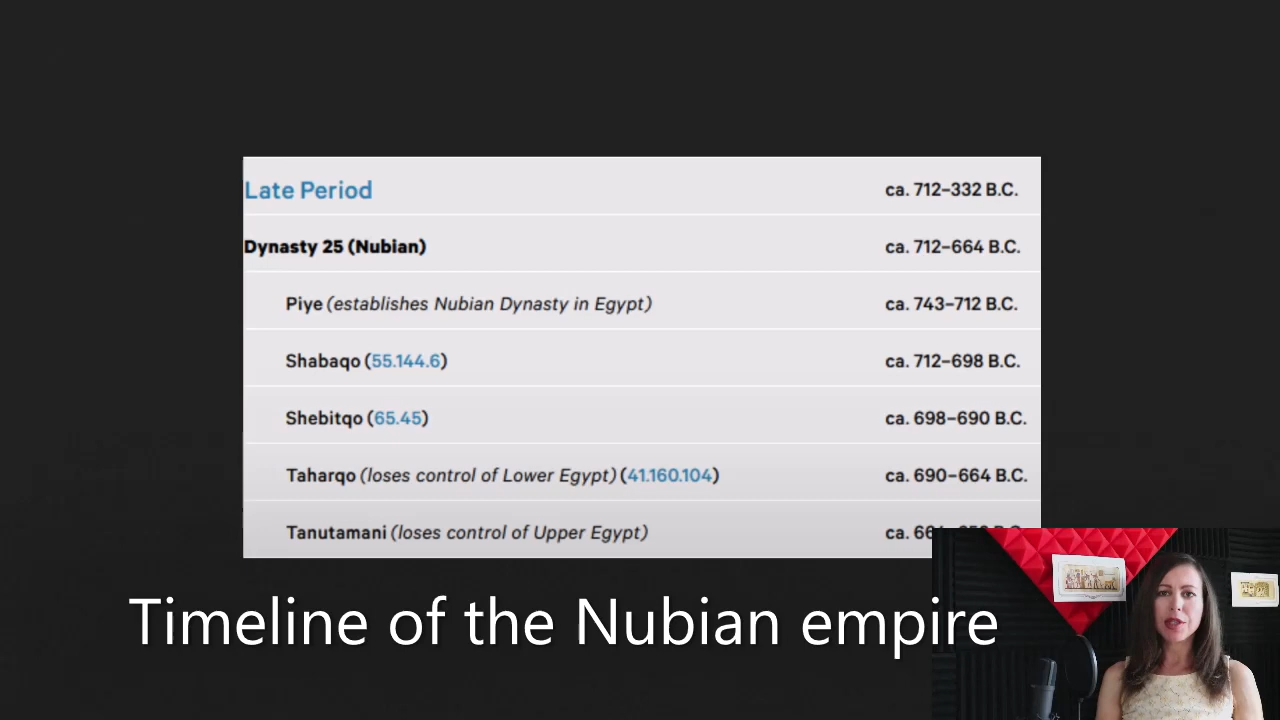 Late Period ca. 712–332 B.C.
Dynasty 25 (Nubian) ca. 712–664 B.C.
Piye (establishes Nubian Dynasty in Egypt) ca. 743–712 B.C.
Shabaqo (55.144.6) ca. 712–698 B.C.
Shebitqo (65.45) ca. 698–690 B.C.
Taharqo (loses control of Lower Egypt) (41.160.104) ca. 690–664 B.C.
Tanutamani (loses control of Upper Egypt) ca.
Timeline of the Nubian empire